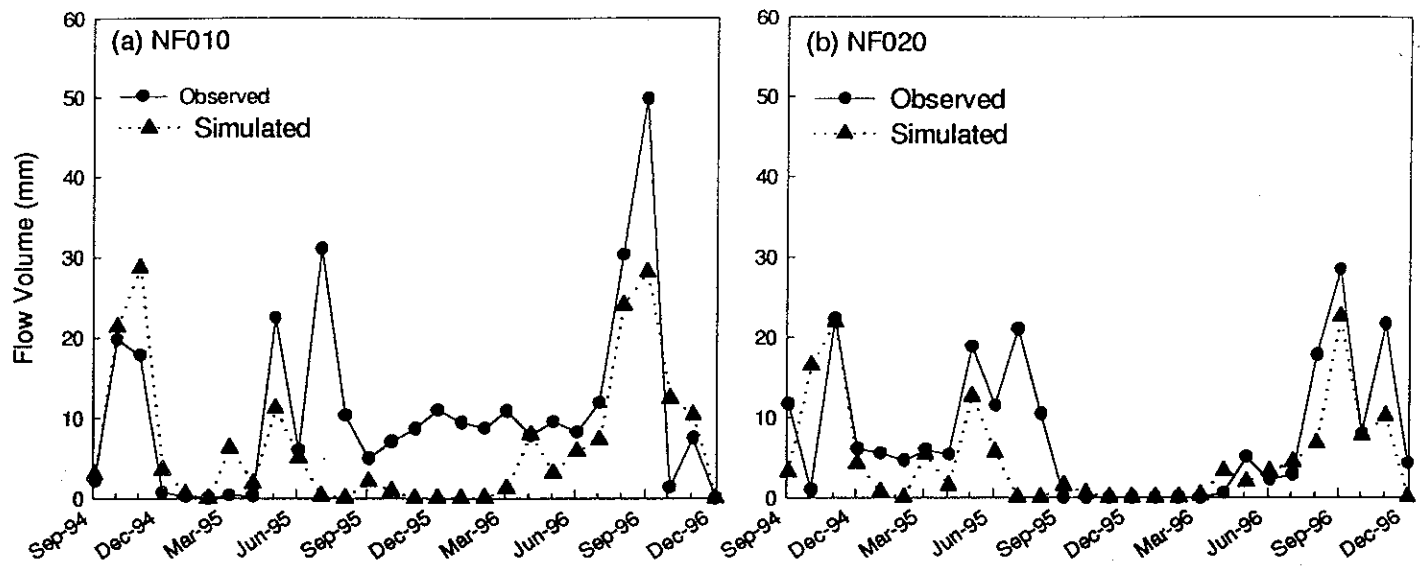 (a) NF010
Observed
Simulated
Flow Volume (mm)
60
50
40
30
20
10
0
Sep-94
Dec-94
Mar-95
Jun-95
Sep-95
Dec-95
Mar-96
Jun-96
Sep-96
Dec-96
(b) NF020
Observed
Simulated
60
50
40
30
20
10
0
Sep-94
Dec-94
Mar-95
Jun-95
Sep-95
Dec-95
Mar-96
Jun-96
Sep-96
Dec-96